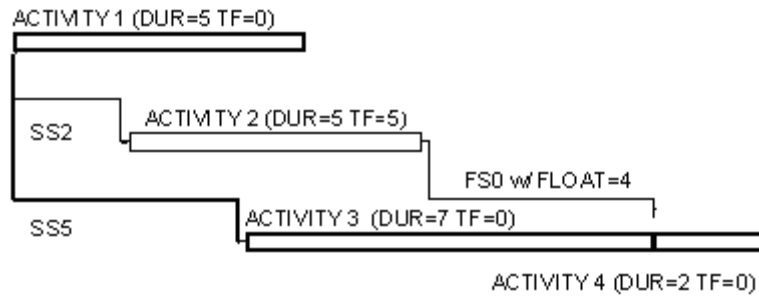 ACTIVITY 1 (DUR=5 TF=0)
ACTIVITY 2 (DUR=5 TF=5)
SS2
FS0 w/ FLOAT=4
ACTIVITY 3 (DUR=7 TF=0)
SS5
ACTIVITY 4 (DUR=2 TF=0)